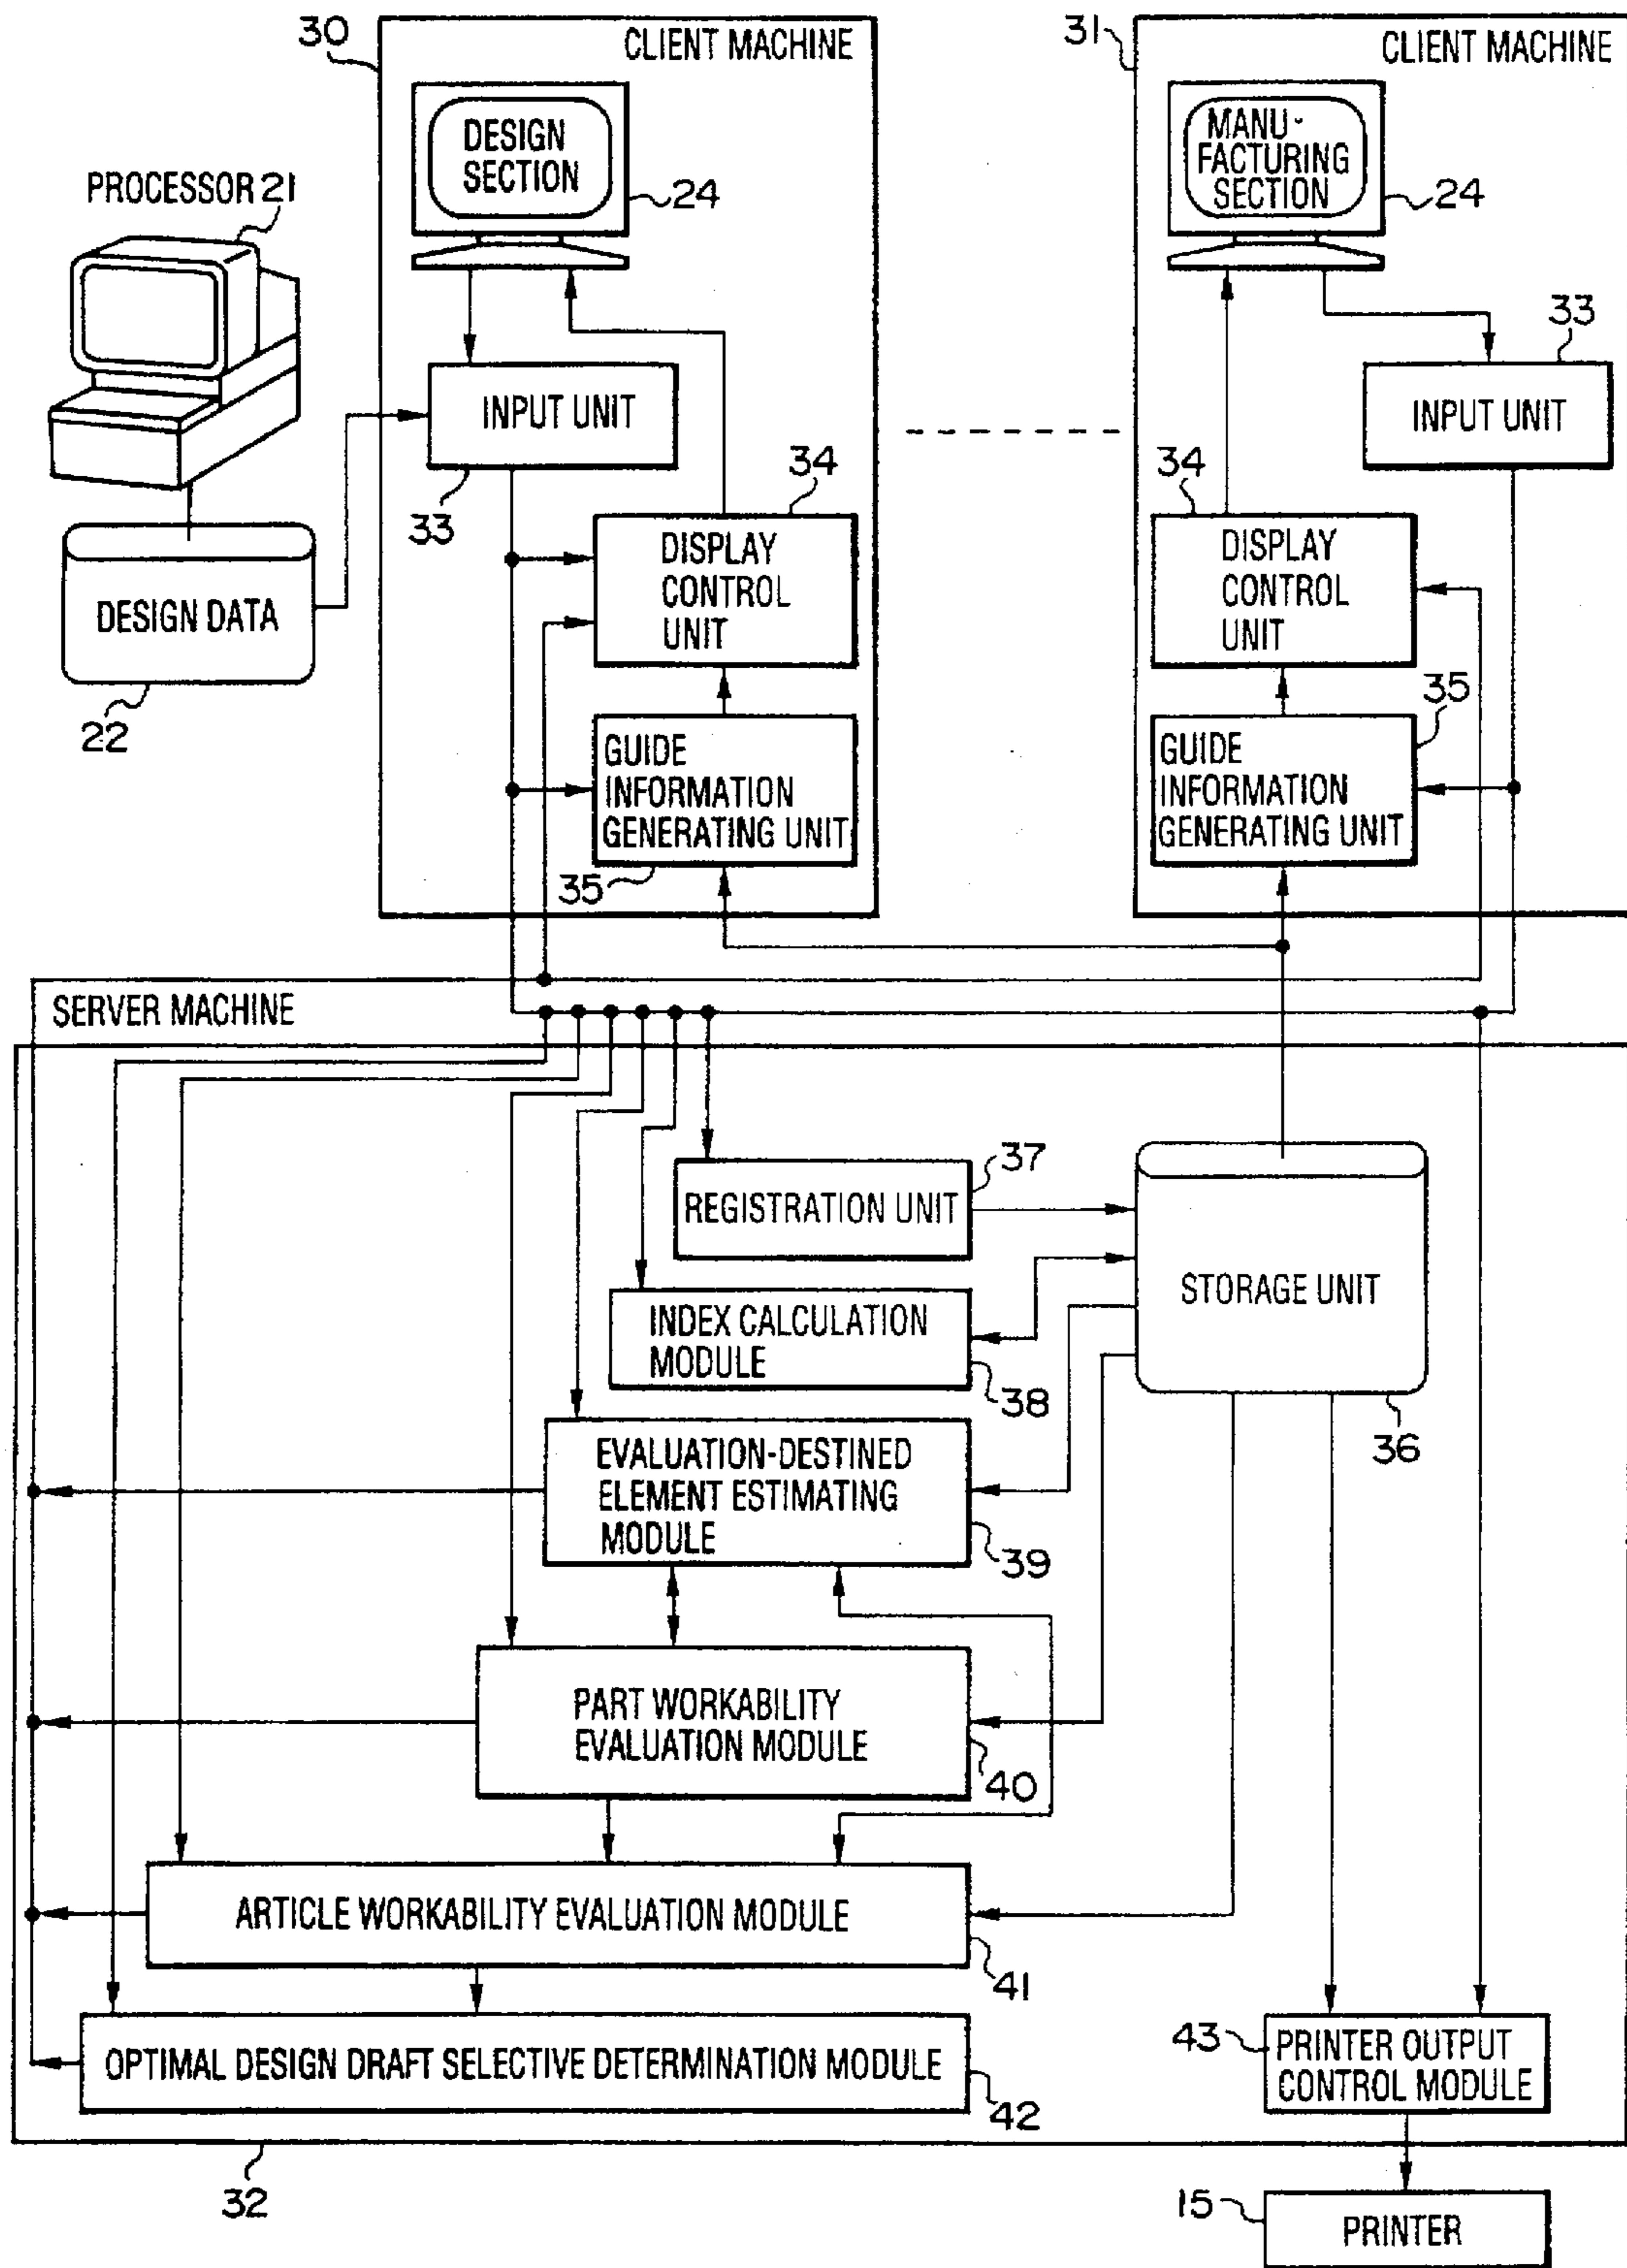 30
CLIENT MACHINE
DESIGN
SECTION
24
31
CLIENT MACHINE
MANU-
FACTURING
SECTION
24
PROCESSOR 21
INPUT UNIT
33
33
INPUT UNIT
DESIGN DATA
22
34
DISPLAY
CONTROL
UNIT
34
DISPLAY
CONTROL
UNIT
GUIDE
INFORMATION
GENERATING UNIT
35
35
GUIDE
INFORMATION
GENERATING UNIT
SERVER MACHINE
37
REGISTRATION UNIT
STORAGE UNIT
36
INDEX CALCULATION
MODULE
38
EVALUATION-DESTINED
ELEMENT ESTIMATING
MODULE
39
PART WORKABILITY
EVALUATION MODULE
40
ARTICLE WORKABILITY EVALUATION MODULE
41
OPTIMAL DESIGN DRAFT SELECTIVE DETERMINATION MODULE
42
43
PRINTER OUTPUT
CONTROL MODULE
32
15
PRINTER